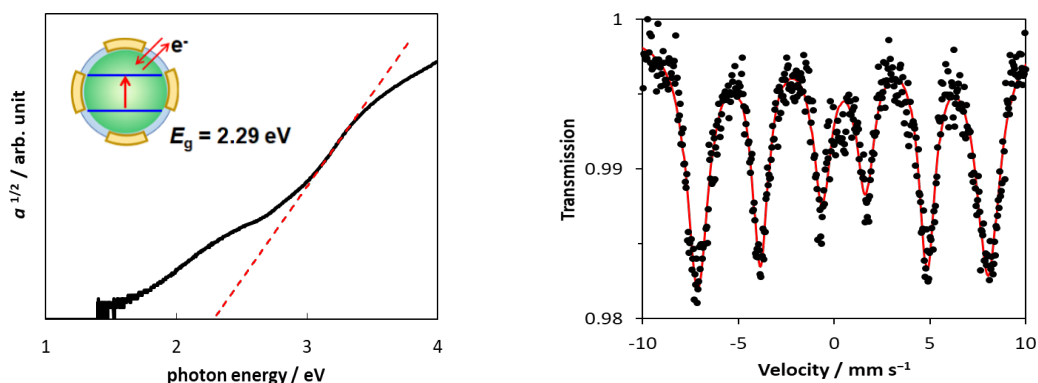 e-
Eg = 2.29 eV
α 1/2 / arb. unit
1 2 3 4
photon energy / eV
Transmission
1
0.99
0.98
-10 -5 0 5 10
Velocity / mm s⁻¹